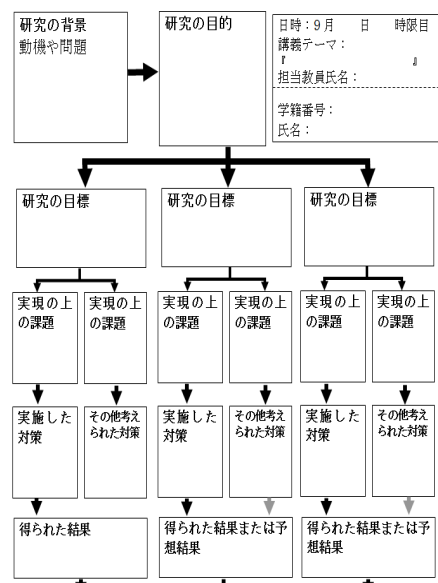 研究の背景
動機や問題
研究の目的
日時：9月　　日　　時限目
講義テーマ：
『　　　　　　　　　』
担当教員氏名：
学籍番号：
氏名：
研究の目標
研究の目標
研究の目標
実現の上
の課題
実現の上
の課題
実現の上
の課題
実現の上
の課題
実現の上
の課題
実現の上
の課題
実施した
対策
その他考え
られた対策
実施した
対策
その他考え
られた対策
実施した
対策
その他考え
られた対策
得られた結果
得られた結果または予
想結果
得られた結果または予
想結果